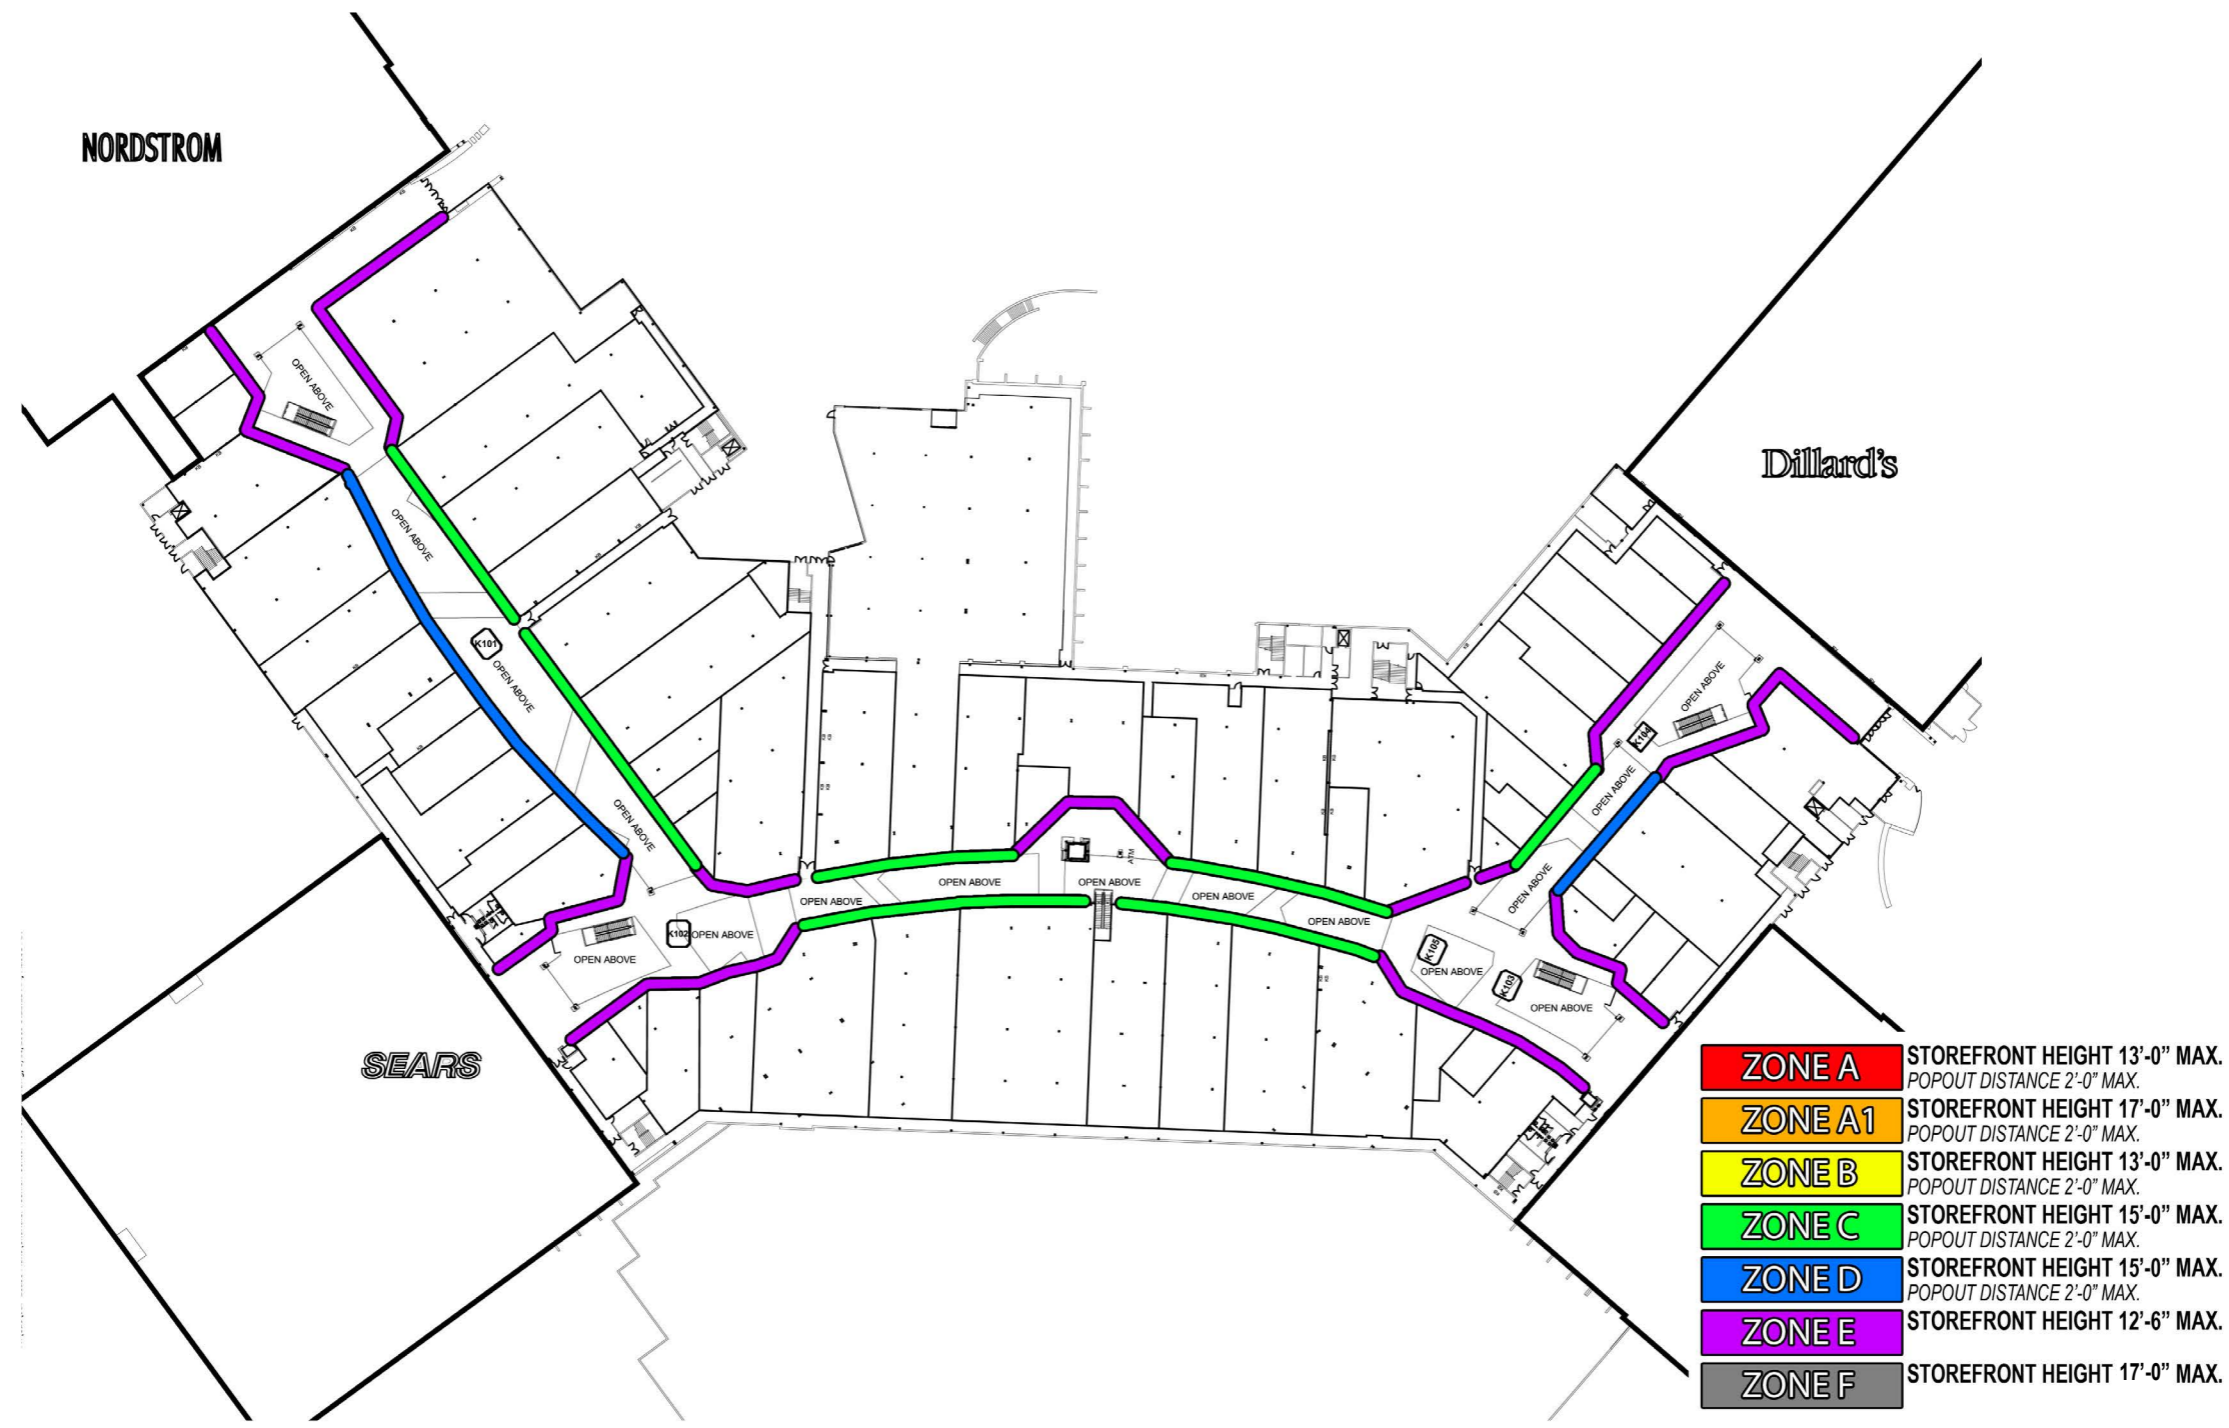 NORDSTROM
Dillard's
SEARS
OPEN ABOVE
OPEN ABOVE
K101
OPEN ABOVE
OPEN ABOVE
OPEN ABOVE
K102
OPEN ABOVE
OPEN ABOVE
OPEN ABOVE
ATM
OPEN ABOVE
OPEN ABOVE
OPEN ABOVE
OPEN ABOVE
K104
OPEN ABOVE
OPEN ABOVE
K105
OPEN ABOVE
K103
OPEN ABOVE
ZONE A
STOREFRONT HEIGHT 13'-0" MAX.
POPOUT DISTANCE 2'-0" MAX.
ZONE A1
STOREFRONT HEIGHT 17'-0" MAX.
POPOUT DISTANCE 2'-0" MAX.
ZONE B
STOREFRONT HEIGHT 13'-0" MAX.
POPOUT DISTANCE 2'-0" MAX.
ZONE C
STOREFRONT HEIGHT 15'-0" MAX.
POPOUT DISTANCE 2'-0" MAX.
ZONE D
STOREFRONT HEIGHT 15'-0" MAX.
POPOUT DISTANCE 2'-0" MAX.
ZONE E
STOREFRONT HEIGHT 12'-6" MAX.
ZONE F
STOREFRONT HEIGHT 17'-0" MAX.